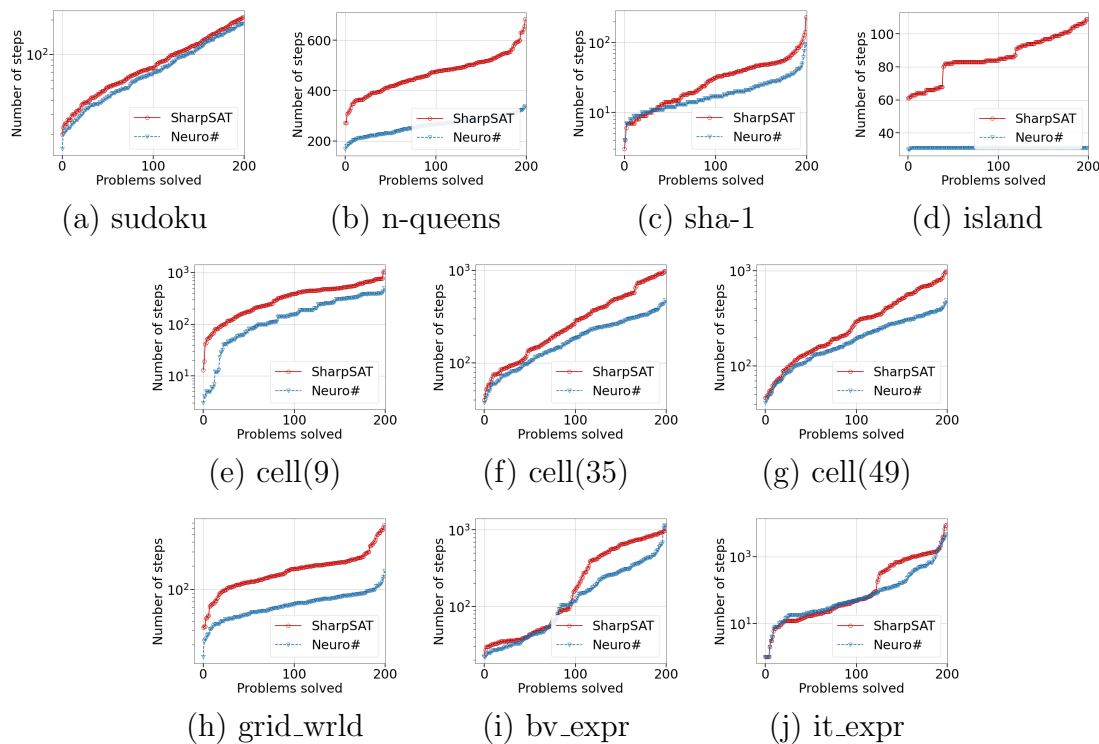 Number of steps
10²
SharpSAT
Neuro#
0 100 200
Problems solved
(a) sudoku
Number of steps
600
400
200
SharpSAT
Neuro#
0 100 200
Problems solved
(b) n-queens
Number of steps
10²
10¹
SharpSAT
Neuro#
0 100 200
Problems solved
(c) sha-1
Number of steps
100
80
60
40
SharpSAT
Neuro#
0 100 200
Problems solved
(d) island
Number of steps
10³
10²
10¹
SharpSAT
Neuro#
0 100 200
Problems solved
(e) cell(9)
Number of steps
10³
10²
SharpSAT
Neuro#
0 100 200
Problems solved
(f) cell(35)
Number of steps
10³
10²
SharpSAT
Neuro#
0 100 200
Problems solved
(g) cell(49)
Number of steps
10²
SharpSAT
Neuro#
0 100 200
Problems solved
(h) grid_wrld
Number of steps
10³
10²
SharpSAT
Neuro#
0 100 200
Problems solved
(i) bv_expr
Number of steps
10³
10¹
SharpSAT
Neuro#
0 100 200
Problems solved
(j) it_expr